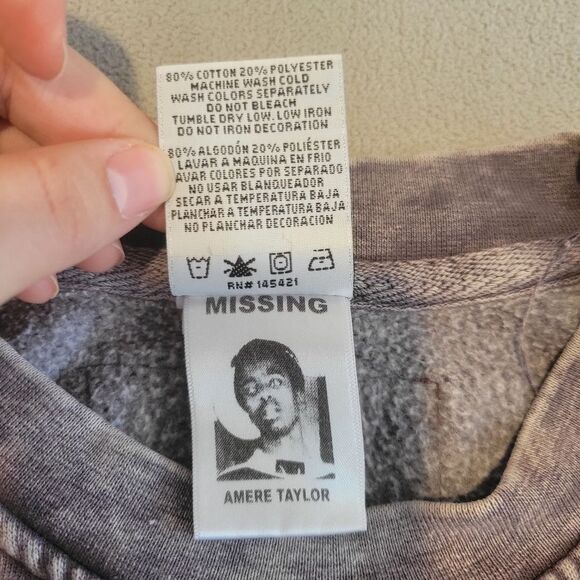 80% COTTON 20% POLYESTER
MACHINE WASH COLD
WASH COLORS SEPARATELY
DO NOT BLEACH
TUMBLE DRY LOW. LOW IRON
DO NOT IRON DECORATION
80% ALGODÓN 20% POLIÉSTER
LAVAR A MAQUINA EN FRIO
LAVAR COLORES POR SEPARADO
NO USAR BLANQUEADOR
SECAR A TEMPERATURA BAJA
PLANCHAR A TEMPERATURA BAJA
NO PLANCHAR DECORACION
RN# 145421
MISSING
AMERE TAYLOR